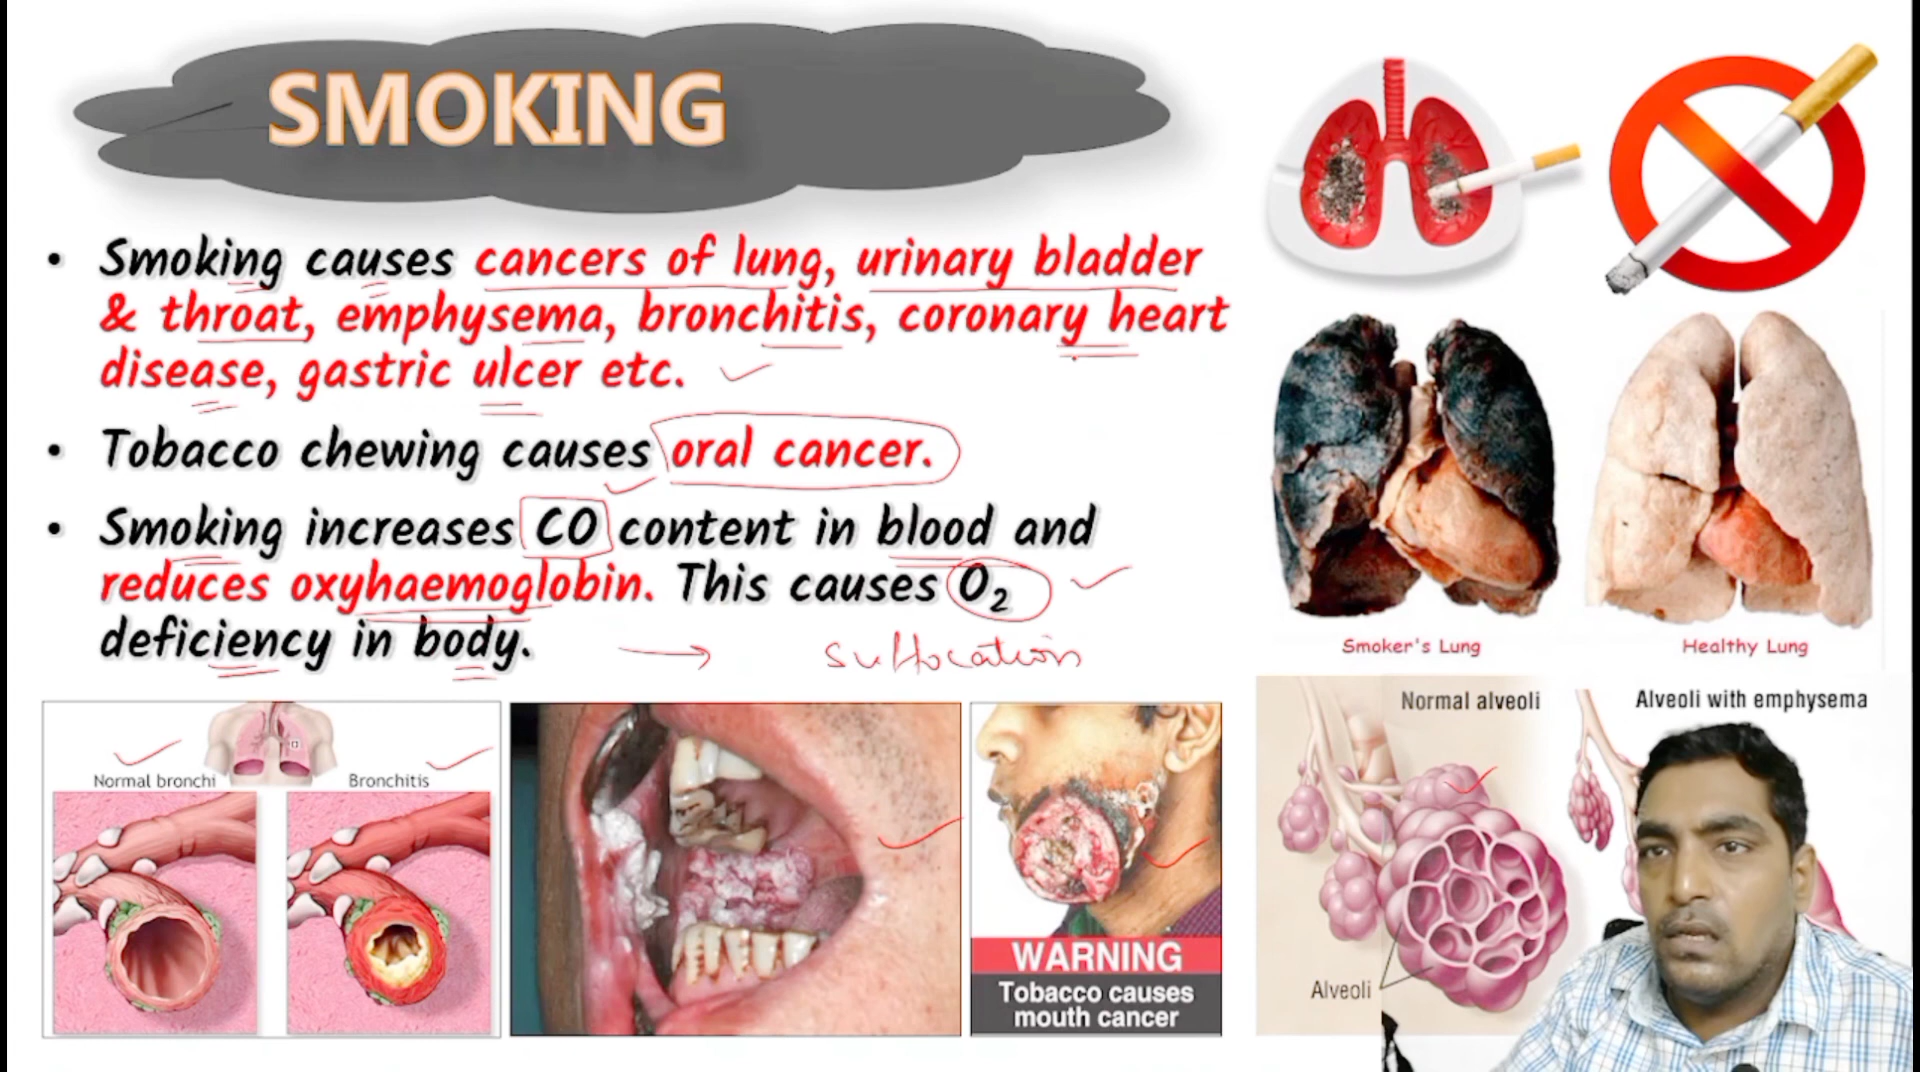 SMOKING
• Smoking causes cancers of lung, urinary bladder
& throat, emphysema, bronchitis, coronary heart
disease, gastric ulcer etc.
• Tobacco chewing causes oral cancer.
• Smoking increases CO content in blood and
reduces oxyhaemoglobin. This causes O₂
deficiency in body.
suffocation
Smoker's Lung
Healthy Lung
Normal bronchi
Bronchitis
WARNING
Tobacco causes
mouth cancer
Normal alveoli
Alveoli with emphysema
Alveoli